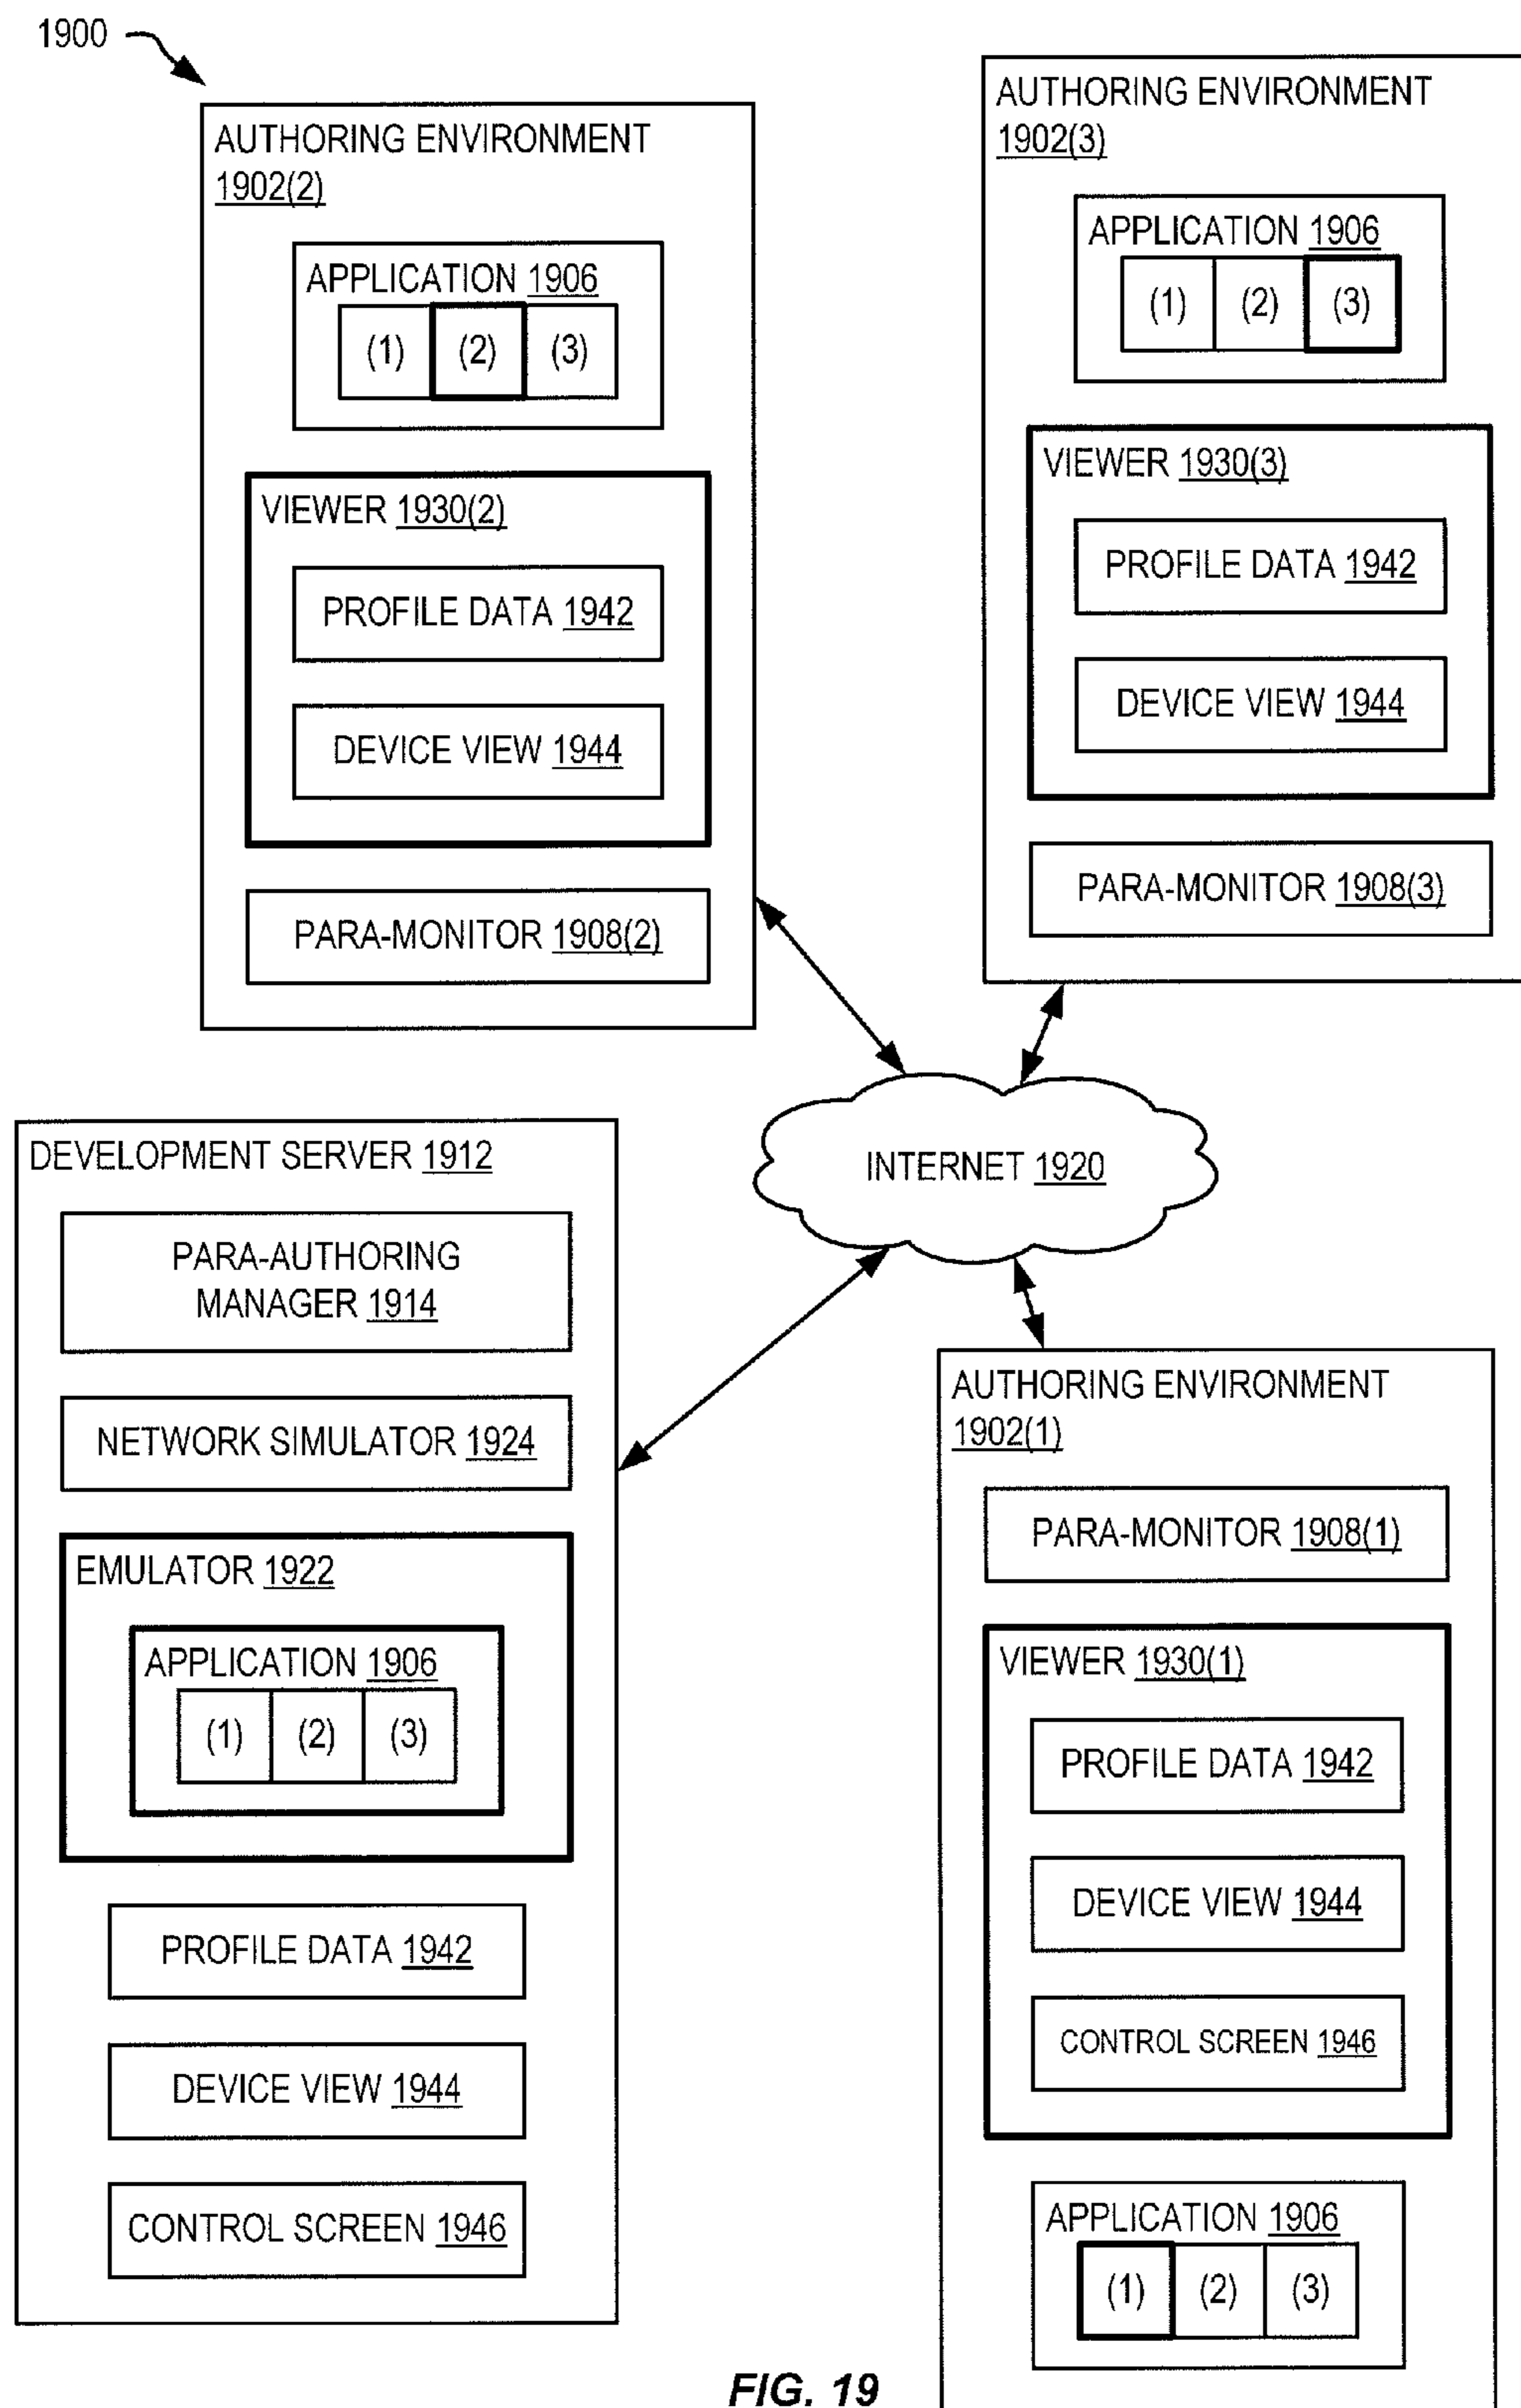 1900
AUTHORING ENVIRONMENT
1902(2)
APPLICATION 1906
(1) (2) (3)
VIEWER 1930(2)
PROFILE DATA 1942
DEVICE VIEW 1944
PARA-MONITOR 1908(2)
AUTHORING ENVIRONMENT
1902(3)
APPLICATION 1906
(1) (2) (3)
VIEWER 1930(3)
PROFILE DATA 1942
DEVICE VIEW 1944
PARA-MONITOR 1908(3)
INTERNET 1920
DEVELOPMENT SERVER 1912
PARA-AUTHORING
MANAGER 1914
NETWORK SIMULATOR 1924
EMULATOR 1922
APPLICATION 1906
(1) (2) (3)
PROFILE DATA 1942
DEVICE VIEW 1944
CONTROL SCREEN 1946
AUTHORING ENVIRONMENT
1902(1)
PARA-MONITOR 1908(1)
VIEWER 1930(1)
PROFILE DATA 1942
DEVICE VIEW 1944
CONTROL SCREEN 1946
APPLICATION 1906
(1) (2) (3)
FIG. 19